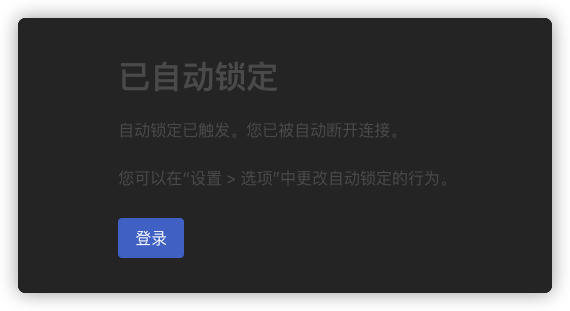 已自动锁定
自动锁定已触发。您已被自动断开连接。
您可以在“设置 > 选项”中更改自动锁定的行为。
登录